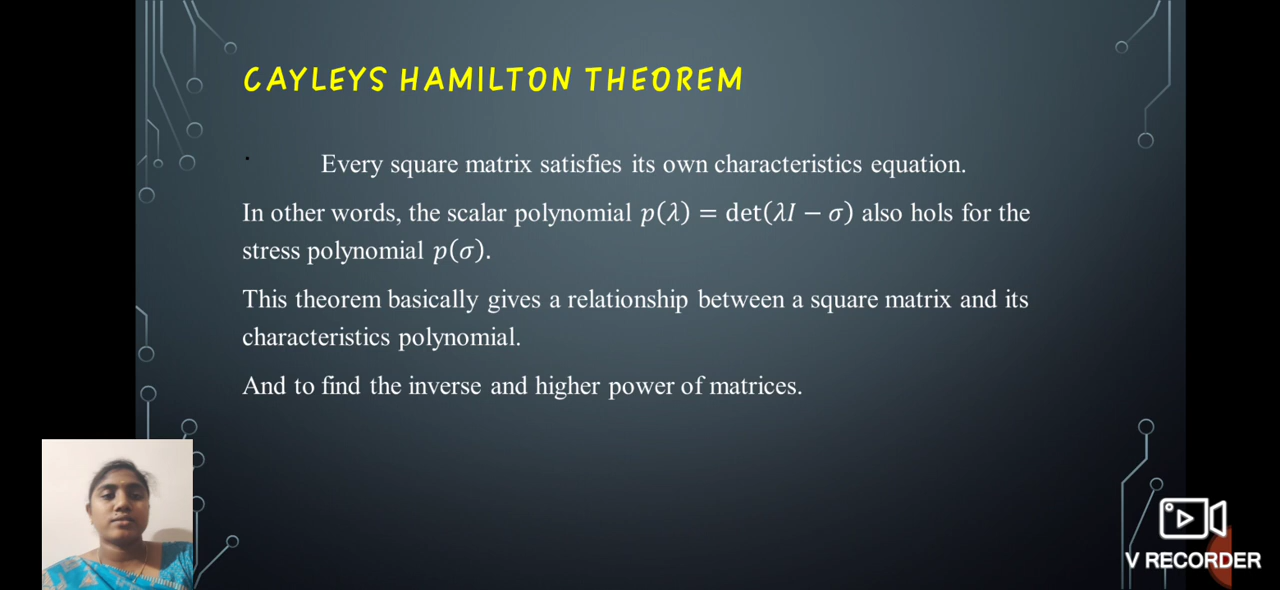 CAYLEYS HAMILTON THEOREM
Every square matrix satisfies its own characteristics equation.
In other words, the scalar polynomial p(λ) = det(λI − σ) also hols for the
stress polynomial p(σ).
This theorem basically gives a relationship between a square matrix and its
characteristics polynomial.
And to find the inverse and higher power of matrices.
V RECORDER